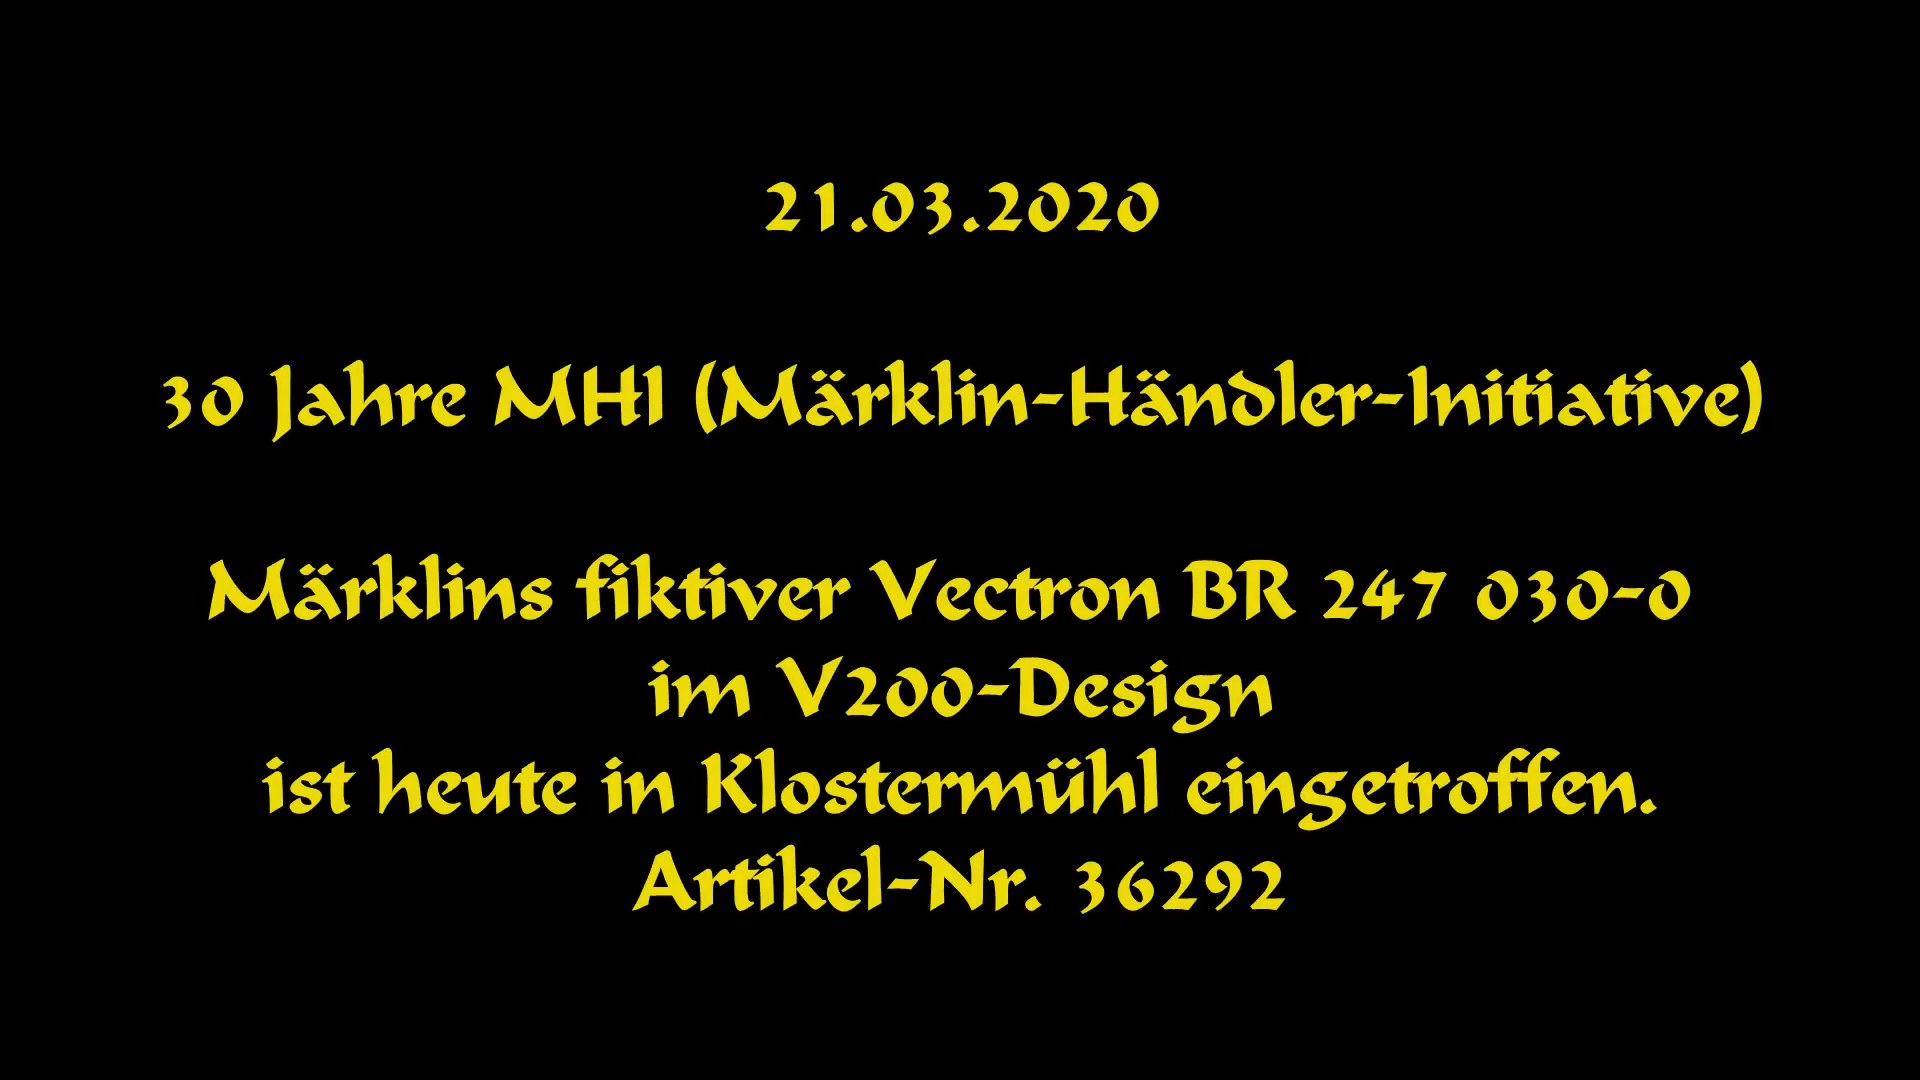 21.03.2020
30 Jahre MHI (Märklin-Händler-Initiative)
Märklins fiktiver Vectron BR 247 030-0
im V200-Design
ist heute in Klostermühl eingetroffen.
Artikel-Nr. 36292